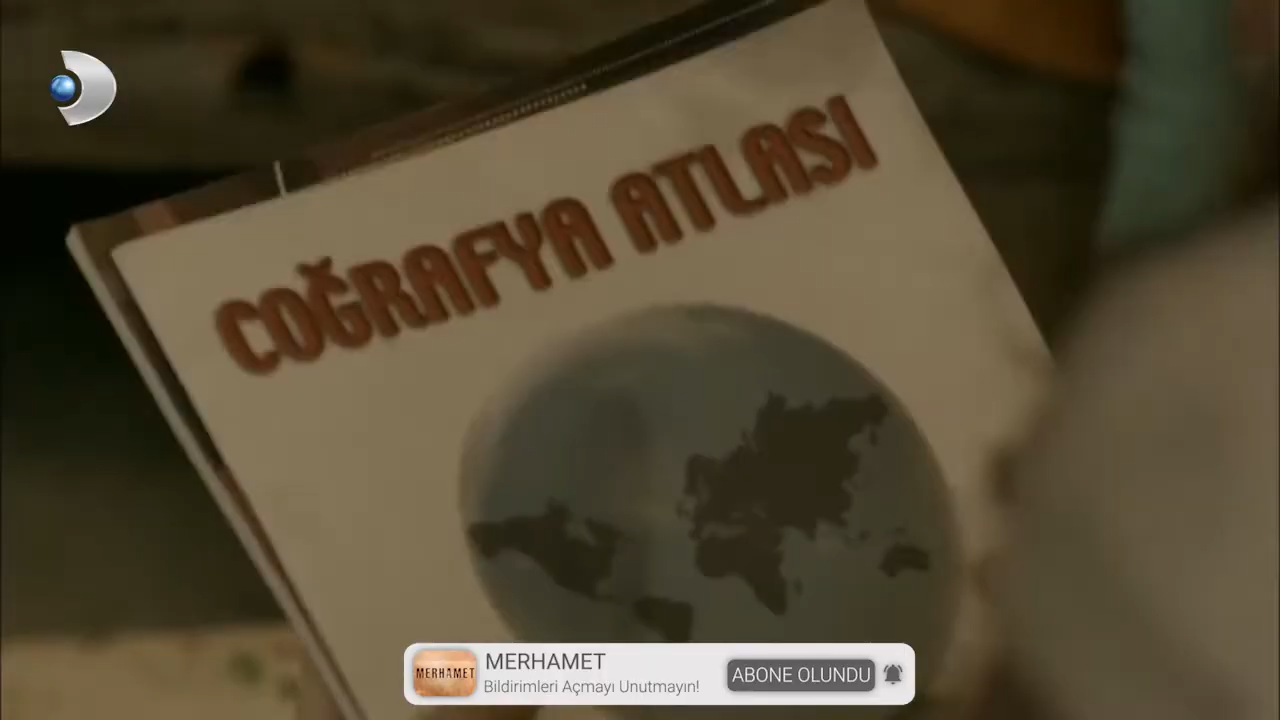 COĞRAFYA ATLASI
MERHAMET
MERHAMET
Bildirimleri Açmayı Unutmayın!
ABONE OLUNDU